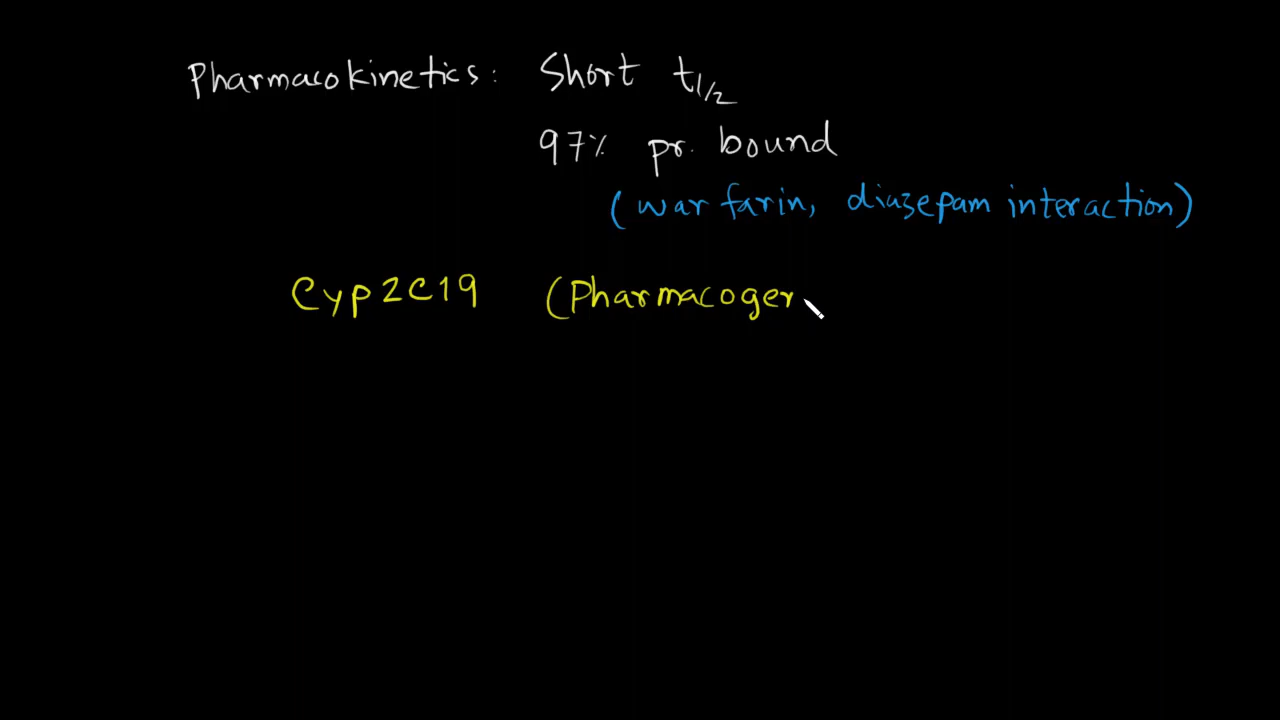 Pharmacokinetics: Short t1/2
97% pr. bound
(warfarin, diazepam interaction)
Cyp2C19 (Pharmacoger